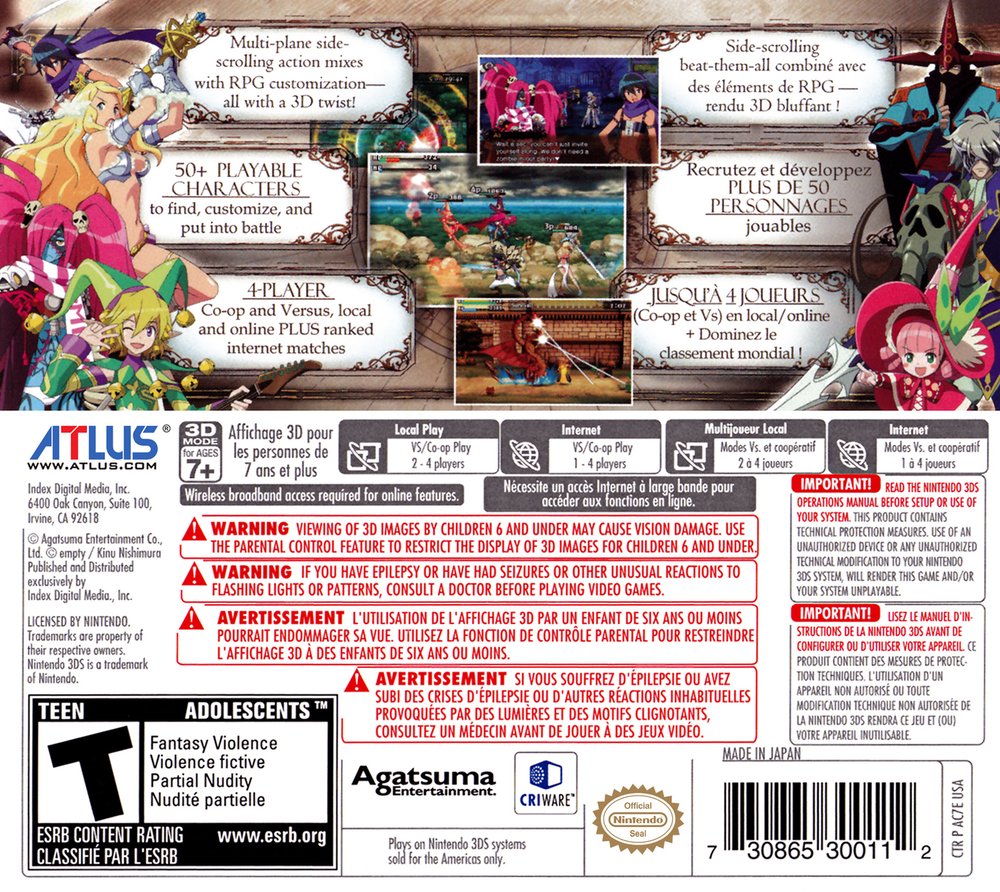 Multi-plane side-
scrolling action mixes
with RPG customization—
all with a 3D twist!
50+ PLAYABLE
CHARACTERS
to find, customize, and
put into battle
4-PLAYER
Co-op and Versus, local
and online PLUS ranked
internet matches
Wait a sec, you can't just invite
yourself along. We don't need a
zombie in our party♥
Side-scrolling
beat-them-all combiné avec
des éléments de RPG —
rendu 3D bluffant !
Recrutez et développez
PLUS DE 50
PERSONNAGES
jouables
JUSQU'À 4 JOUEURS
(Co-op et Vs) en local/online
+ Dominez le
classement mondial !
ATLUS®
WWW.ATLUS.COM
3D
MODE
for AGES
7+
Affichage 3D pour
les personnes de
7 ans et plus
Local Play
VS/Co-op Play
2 - 4 players
Internet
VS/Co-op Play
1 - 4 players
Multijoueur Local
Modes Vs. et coopératif
2 à 4 joueurs
Internet
Modes Vs. et coopératif
1 à 4 joueurs
Wireless broadband access required for online features.
Nécessite un accès Internet à large bande pour
accéder aux fonctions en ligne.
Index Digital Media, Inc.
6400 Oak Canyon, Suite 100,
Irvine, CA 92618
© Agatsuma Entertainment Co.,
Ltd. © empty / Kinu Nishimura
Published and Distributed
exclusively by
Index Digital Media., Inc.
LICENSED BY NINTENDO.
Trademarks are property of
their respective owners.
Nintendo 3DS is a trademark
of Nintendo.
WARNING VIEWING OF 3D IMAGES BY CHILDREN 6 AND UNDER MAY CAUSE VISION DAMAGE. USE
THE PARENTAL CONTROL FEATURE TO RESTRICT THE DISPLAY OF 3D IMAGES FOR CHILDREN 6 AND UNDER.
WARNING IF YOU HAVE EPILEPSY OR HAVE HAD SEIZURES OR OTHER UNUSUAL REACTIONS TO
FLASHING LIGHTS OR PATTERNS, CONSULT A DOCTOR BEFORE PLAYING VIDEO GAMES.
AVERTISSEMENT L'UTILISATION DE L'AFFICHAGE 3D PAR UN ENFANT DE SIX ANS OU MOINS
POURRAIT ENDOMMAGER SA VUE. UTILISEZ LA FONCTION DE CONTRÔLE PARENTAL POUR RESTREINDRE
L'AFFICHAGE 3D À DES ENFANTS DE SIX ANS OU MOINS.
AVERTISSEMENT SI VOUS SOUFFREZ D'ÉPILEPSIE OU AVEZ
SUBI DES CRISES D'ÉPILEPSIE OU D'AUTRES RÉACTIONS INHABITUELLES
PROVOQUÉES PAR DES LUMIÈRES ET DES MOTIFS CLIGNOTANTS,
CONSULTEZ UN MÉDECIN AVANT DE JOUER À DES JEUX VIDÉO.
IMPORTANT! READ THE NINTENDO 3DS
OPERATIONS MANUAL BEFORE SETUP OR USE OF
YOUR SYSTEM. THIS PRODUCT CONTAINS
TECHNICAL PROTECTION MEASURES. USE OF AN
UNAUTHORIZED DEVICE OR ANY UNAUTHORIZED
TECHNICAL MODIFICATION TO YOUR NINTENDO
3DS SYSTEM, WILL RENDER THIS GAME AND/OR
YOUR SYSTEM UNPLAYABLE.
IMPORTANT! LISEZ LE MANUEL D'IN-
STRUCTIONS DE LA NINTENDO 3DS AVANT DE
CONFIGURER OU D'UTILISER VOTRE APPAREIL. CE
PRODUIT CONTIENT DES MESURES DE PROTEC-
TION TECHNIQUES. L'UTILISATION D'UN
APPAREIL NON AUTORISÉ OU TOUTE
MODIFICATION TECHNIQUE NON AUTORISÉE DE
LA NINTENDO 3DS RENDRA CE JEU ET (OU)
VOTRE APPAREIL INUTILISABLE.
TEEN ADOLESCENTS ™
T
Fantasy Violence
Violence fictive
Partial Nudity
Nudité partielle
ESRB CONTENT RATING www.esrb.org
CLASSIFIÉ PAR L'ESRB
Agatsuma
Entertainment.
CRIWARE™
Plays on Nintendo 3DS systems
sold for the Americas only.
Official
Nintendo
Seal
MADE IN JAPAN
7 30865 30011 2
CTR P AC7E USA